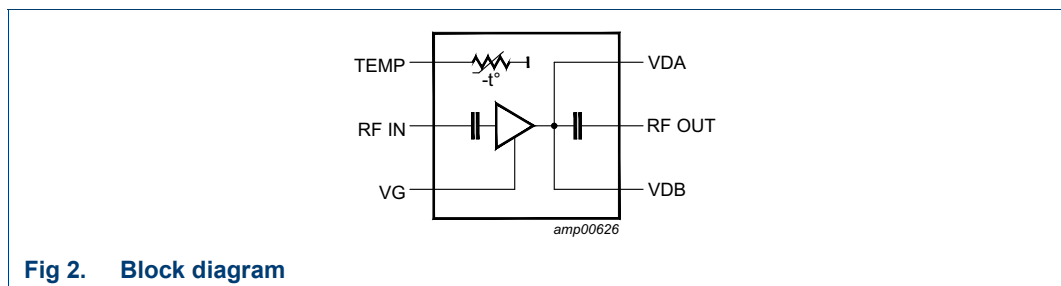 TEMP
-t°
VDA
RF IN
RF OUT
VG
VDB
amp00626
Fig 2. Block diagram